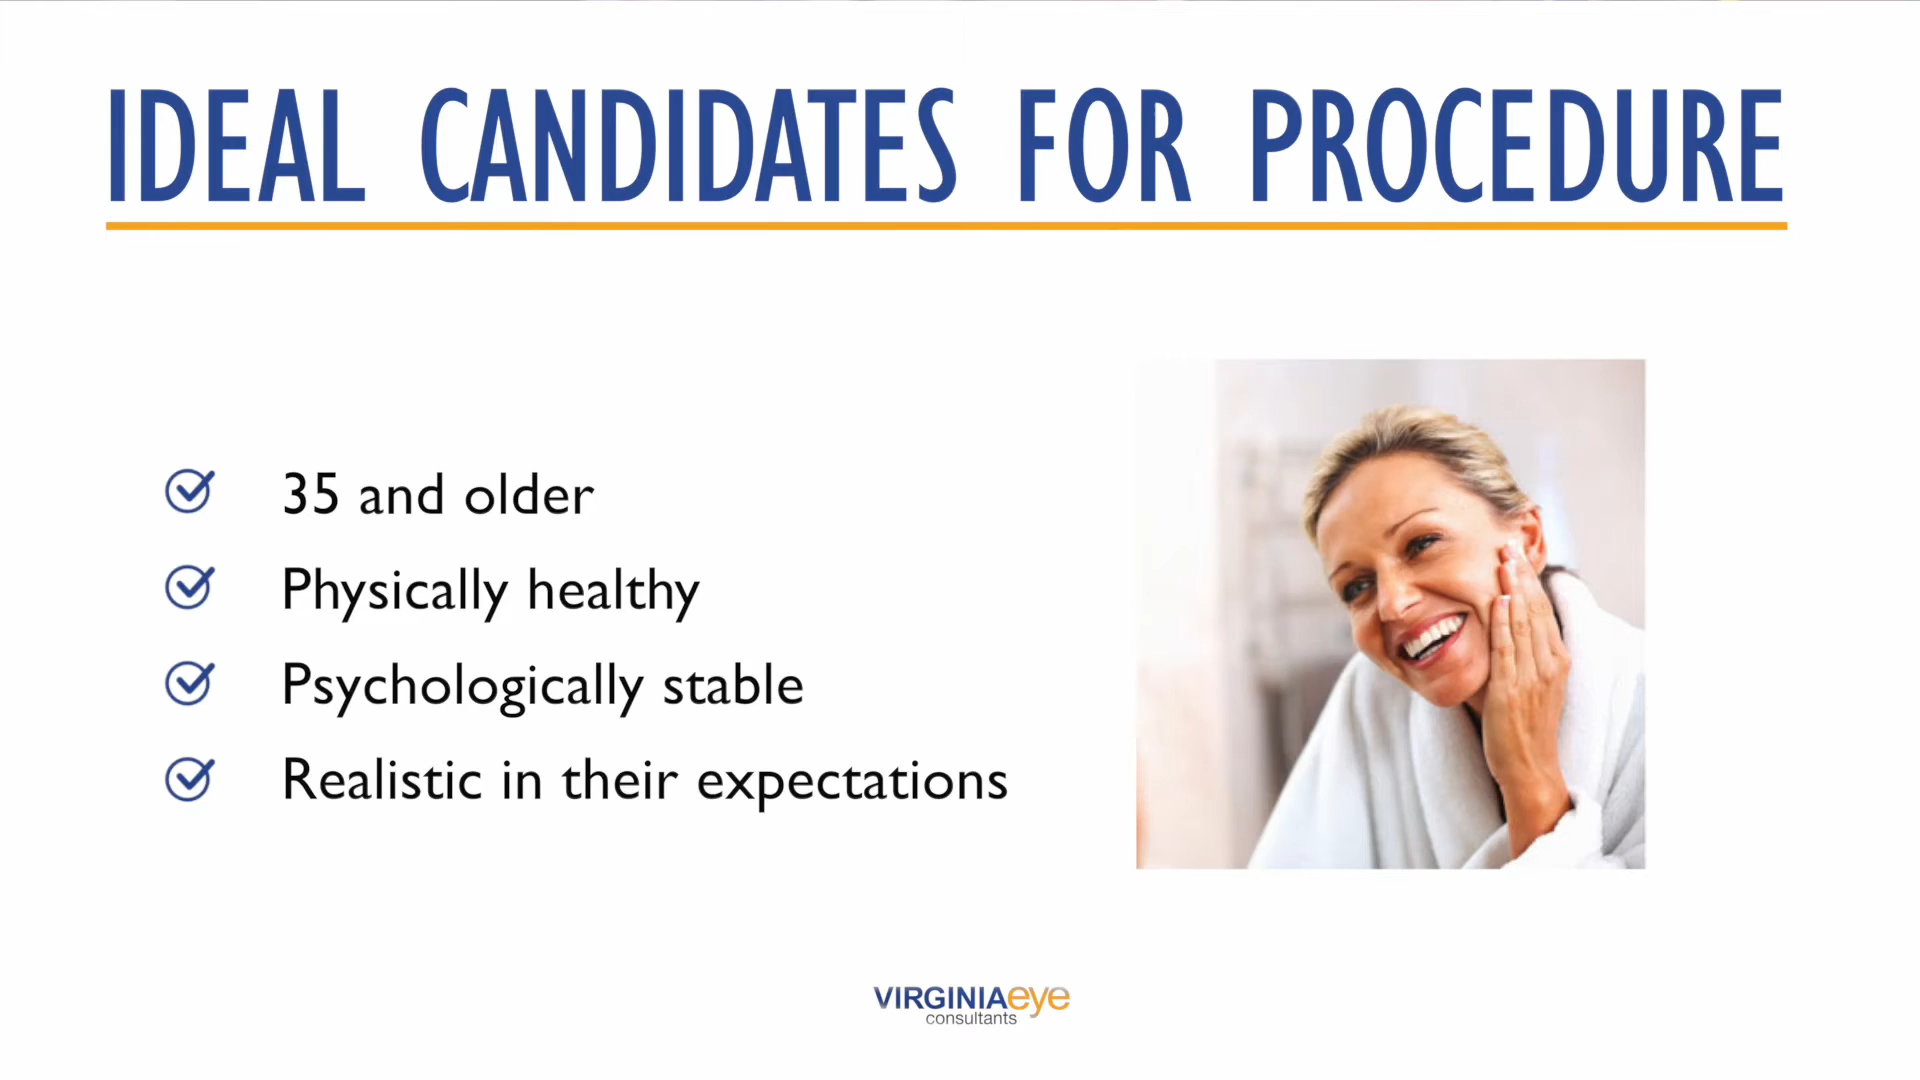 IDEAL CANDIDATES FOR PROCEDURE
35 and older
Physically healthy
Psychologically stable
Realistic in their expectations
VIRGINIAeye
consultants